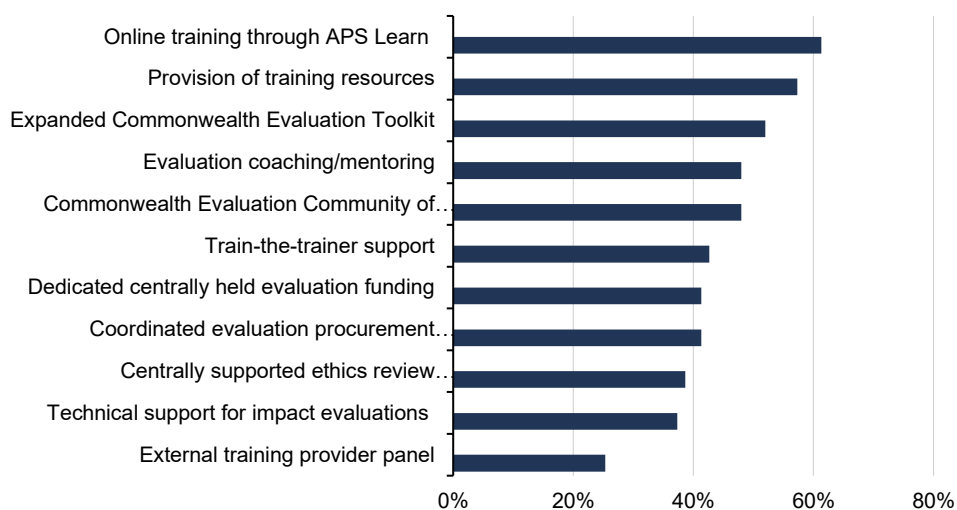 Online training through APS Learn
Provision of training resources
Expanded Commonwealth Evaluation Toolkit
Evaluation coaching/mentoring
Commonwealth Evaluation Community of…
Train-the-trainer support
Dedicated centrally held evaluation funding
Coordinated evaluation procurement…
Centrally supported ethics review…
Technical support for impact evaluations
External training provider panel
0% 20% 40% 60% 80%